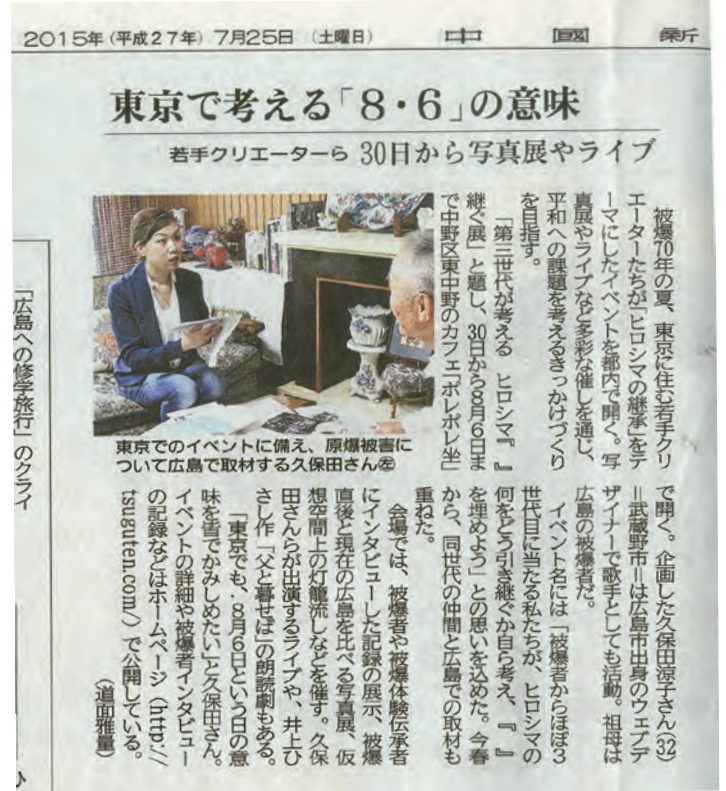 2015年(平成27年)7月25日 (土曜日)
中 國 新
東京で考える「8・6」の意味
若手クリエーターら 30日から写真展やライブ
被爆70年の夏、東京に住む若手クリ
エーターたちが「ヒロシマの継承」をテ
ーマにしたイベントを都内で開く。写
真展やライブなど多彩な催しを通じ、
平和への課題を考えるきっかけづくり
を目指す。
「第三世代が考える ヒロシマ『 』
継ぐ展」と題し、30日から8月6日ま
で中野区東中野のカフェ「ポレポレ坐」
東京でのイベントに備え、原爆被害に
ついて広島で取材する久保田さん㊧
で開く。企画した久保田涼子さん(32)
=武蔵野市=は広島市出身のウェブデ
ザイナーで歌手としても活動。祖母は
広島の被爆者だ。
イベント名には「被爆者からほぼ3
世代目に当たる私たちが、ヒロシマの
何をどう引き継ぐか自ら考え、『 』
を埋めよう」との思いを込めた。今春
から、同世代の仲間と広島での取材も
重ねた。
会場では、被爆者や被爆体験伝承者
にインタビューした記録の展示、被爆
直後と現在の広島を比べる写真展、仮
想空間上の灯籠流しなどを催す。久保
田さんらが出演するライブや、井上ひ
さし作「父と暮せば」の朗読劇もある。
「東京でも、8月6日という日の意
味を皆でかみしめたい」と久保田さん。
イベントの詳細や被爆者インタビュー
の記録などはホームページ〈http://
tsuguten.com/〉で公開している。
(道面雅量)
「広島への修学旅行」のクライ
ひ